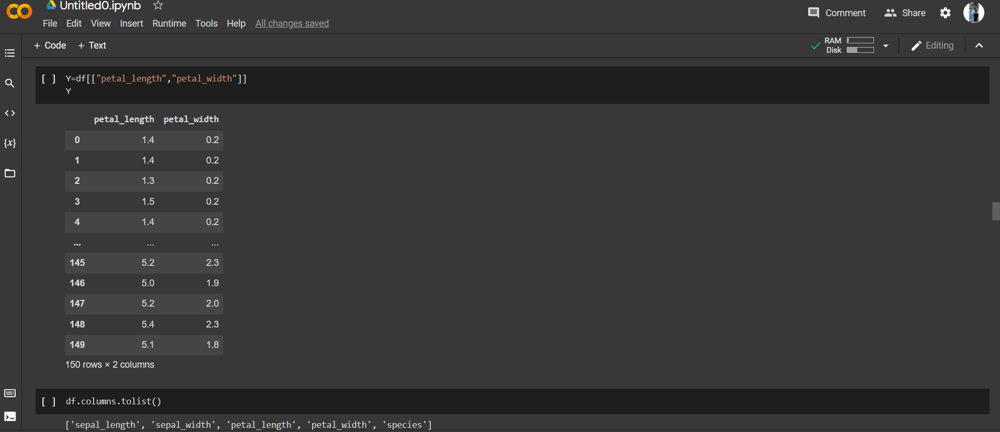 Untitled0.ipynb
Comment Share
File Edit View Insert Runtime Tools Help All changes saved
+ Code + Text
RAM
Disk
Editing
[ ] Y=df[["petal_length","petal_width"]]
Y
petal_length petal_width
0 1.4 0.2
1 1.4 0.2
2 1.3 0.2
3 1.5 0.2
4 1.4 0.2
... ... ...
145 5.2 2.3
146 5.0 1.9
147 5.2 2.0
148 5.4 2.3
149 5.1 1.8
150 rows × 2 columns
[ ] df.columns.tolist()
['sepal_length', 'sepal_width', 'petal_length', 'petal_width', 'species']